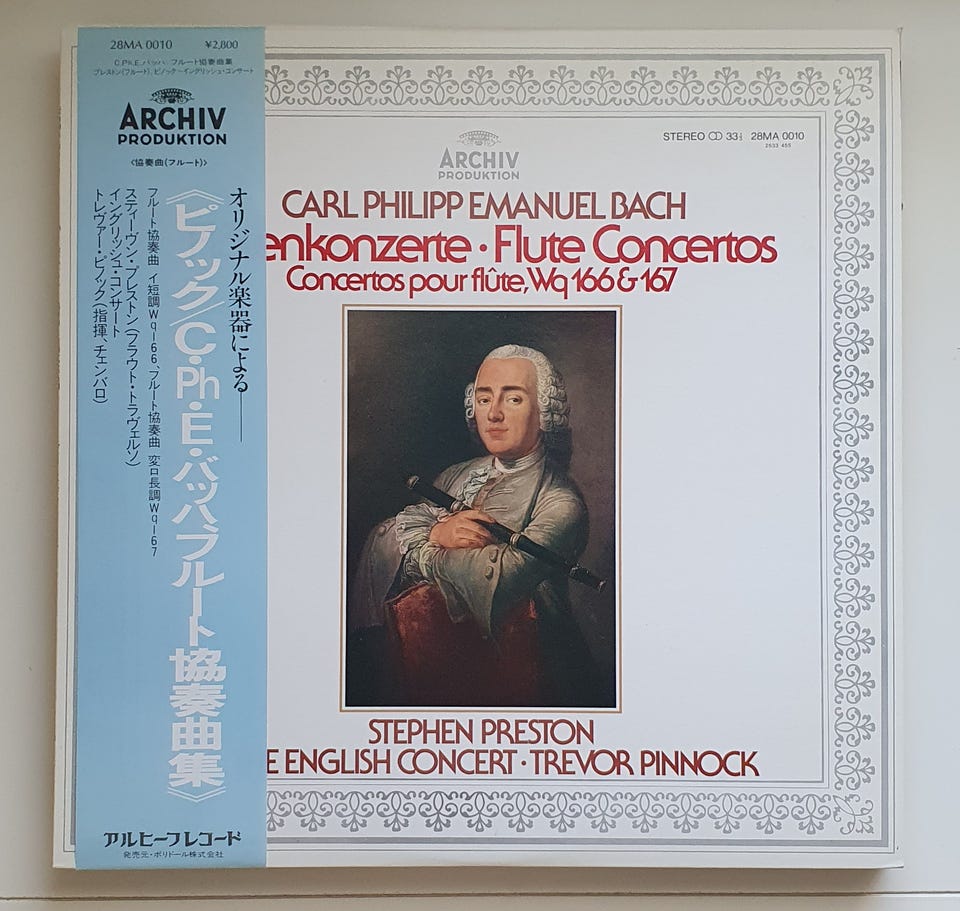 28MA 0010 ¥2,800
C.Ph.E.バッハ:フルート協奏曲集
プレストン(フルート)、ピノック〜イングリッシュ・コンサート
ARCHIV
PRODUKTION
〈協奏曲(フルート)〉
オリジナル楽器による——
《ピノック/C・Ph・E・バッハ/フルート協奏曲集》
フルート協奏曲 イ短調Wq166、フルート協奏曲 変ロ長調Wq167
スティーヴン・プレストン(フラウト・トラヴェルソ)
イングリッシュ・コンサート
トレヴァー・ピノック(指揮、チェンバロ)
アルヒーフレコード
発売元・ポリドール株式会社
STEREO 33⅓ 28MA 0010
2533 455
ARCHIV
PRODUKTION
CARL PHILIPP EMANUEL BACH
enkonzerte · Flute Concertos
Concertos pour flûte, Wq 166 & 167
STEPHEN PRESTON
E ENGLISH CONCERT · TREVOR PINNOCK